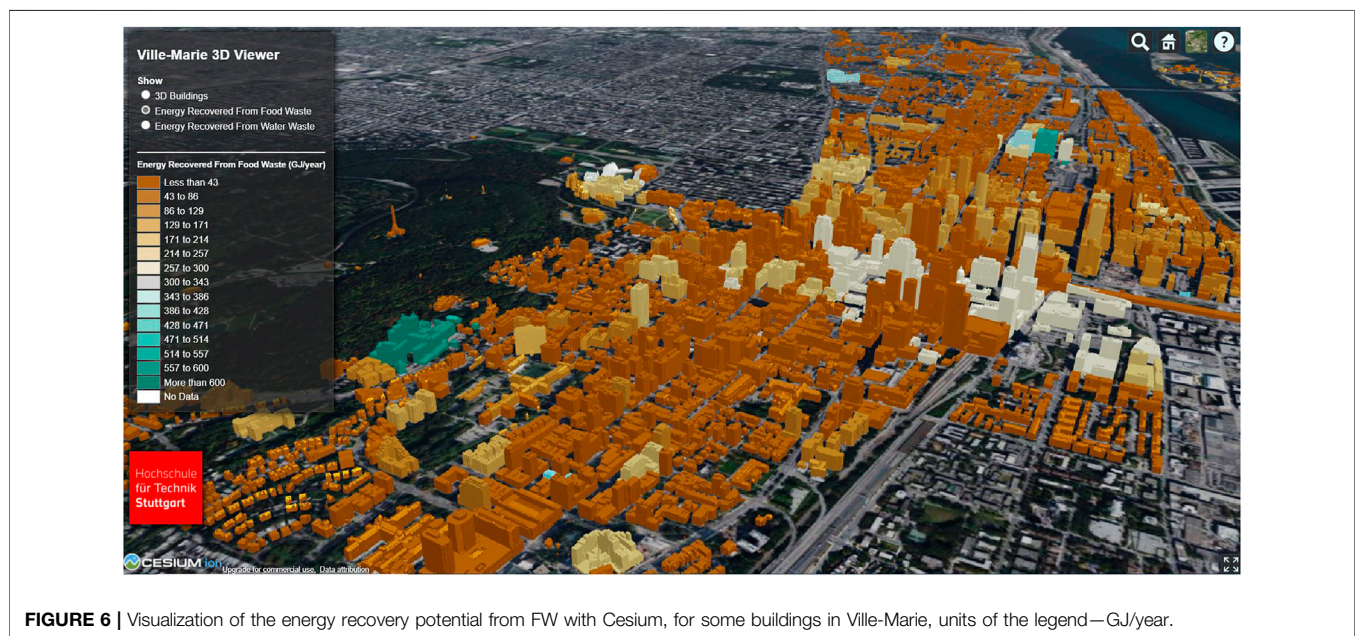 Ville-Marie 3D Viewer
Show
3D Buildings
Energy Recovered From Food Waste
Energy Recovered From Water Waste
Energy Recovered From Food Waste (GJ/year)
Less than 43
43 to 86
86 to 129
129 to 171
171 to 214
214 to 257
257 to 300
300 to 343
343 to 386
386 to 428
428 to 471
471 to 514
514 to 557
557 to 600
More than 600
No Data
?
Hochschule
für Technik
Stuttgart
CESIUM ion
Upgrade for commercial use. Data attribution
FIGURE 6 | Visualization of the energy recovery potential from FW with Cesium, for some buildings in Ville-Marie, units of the legend—GJ/year.